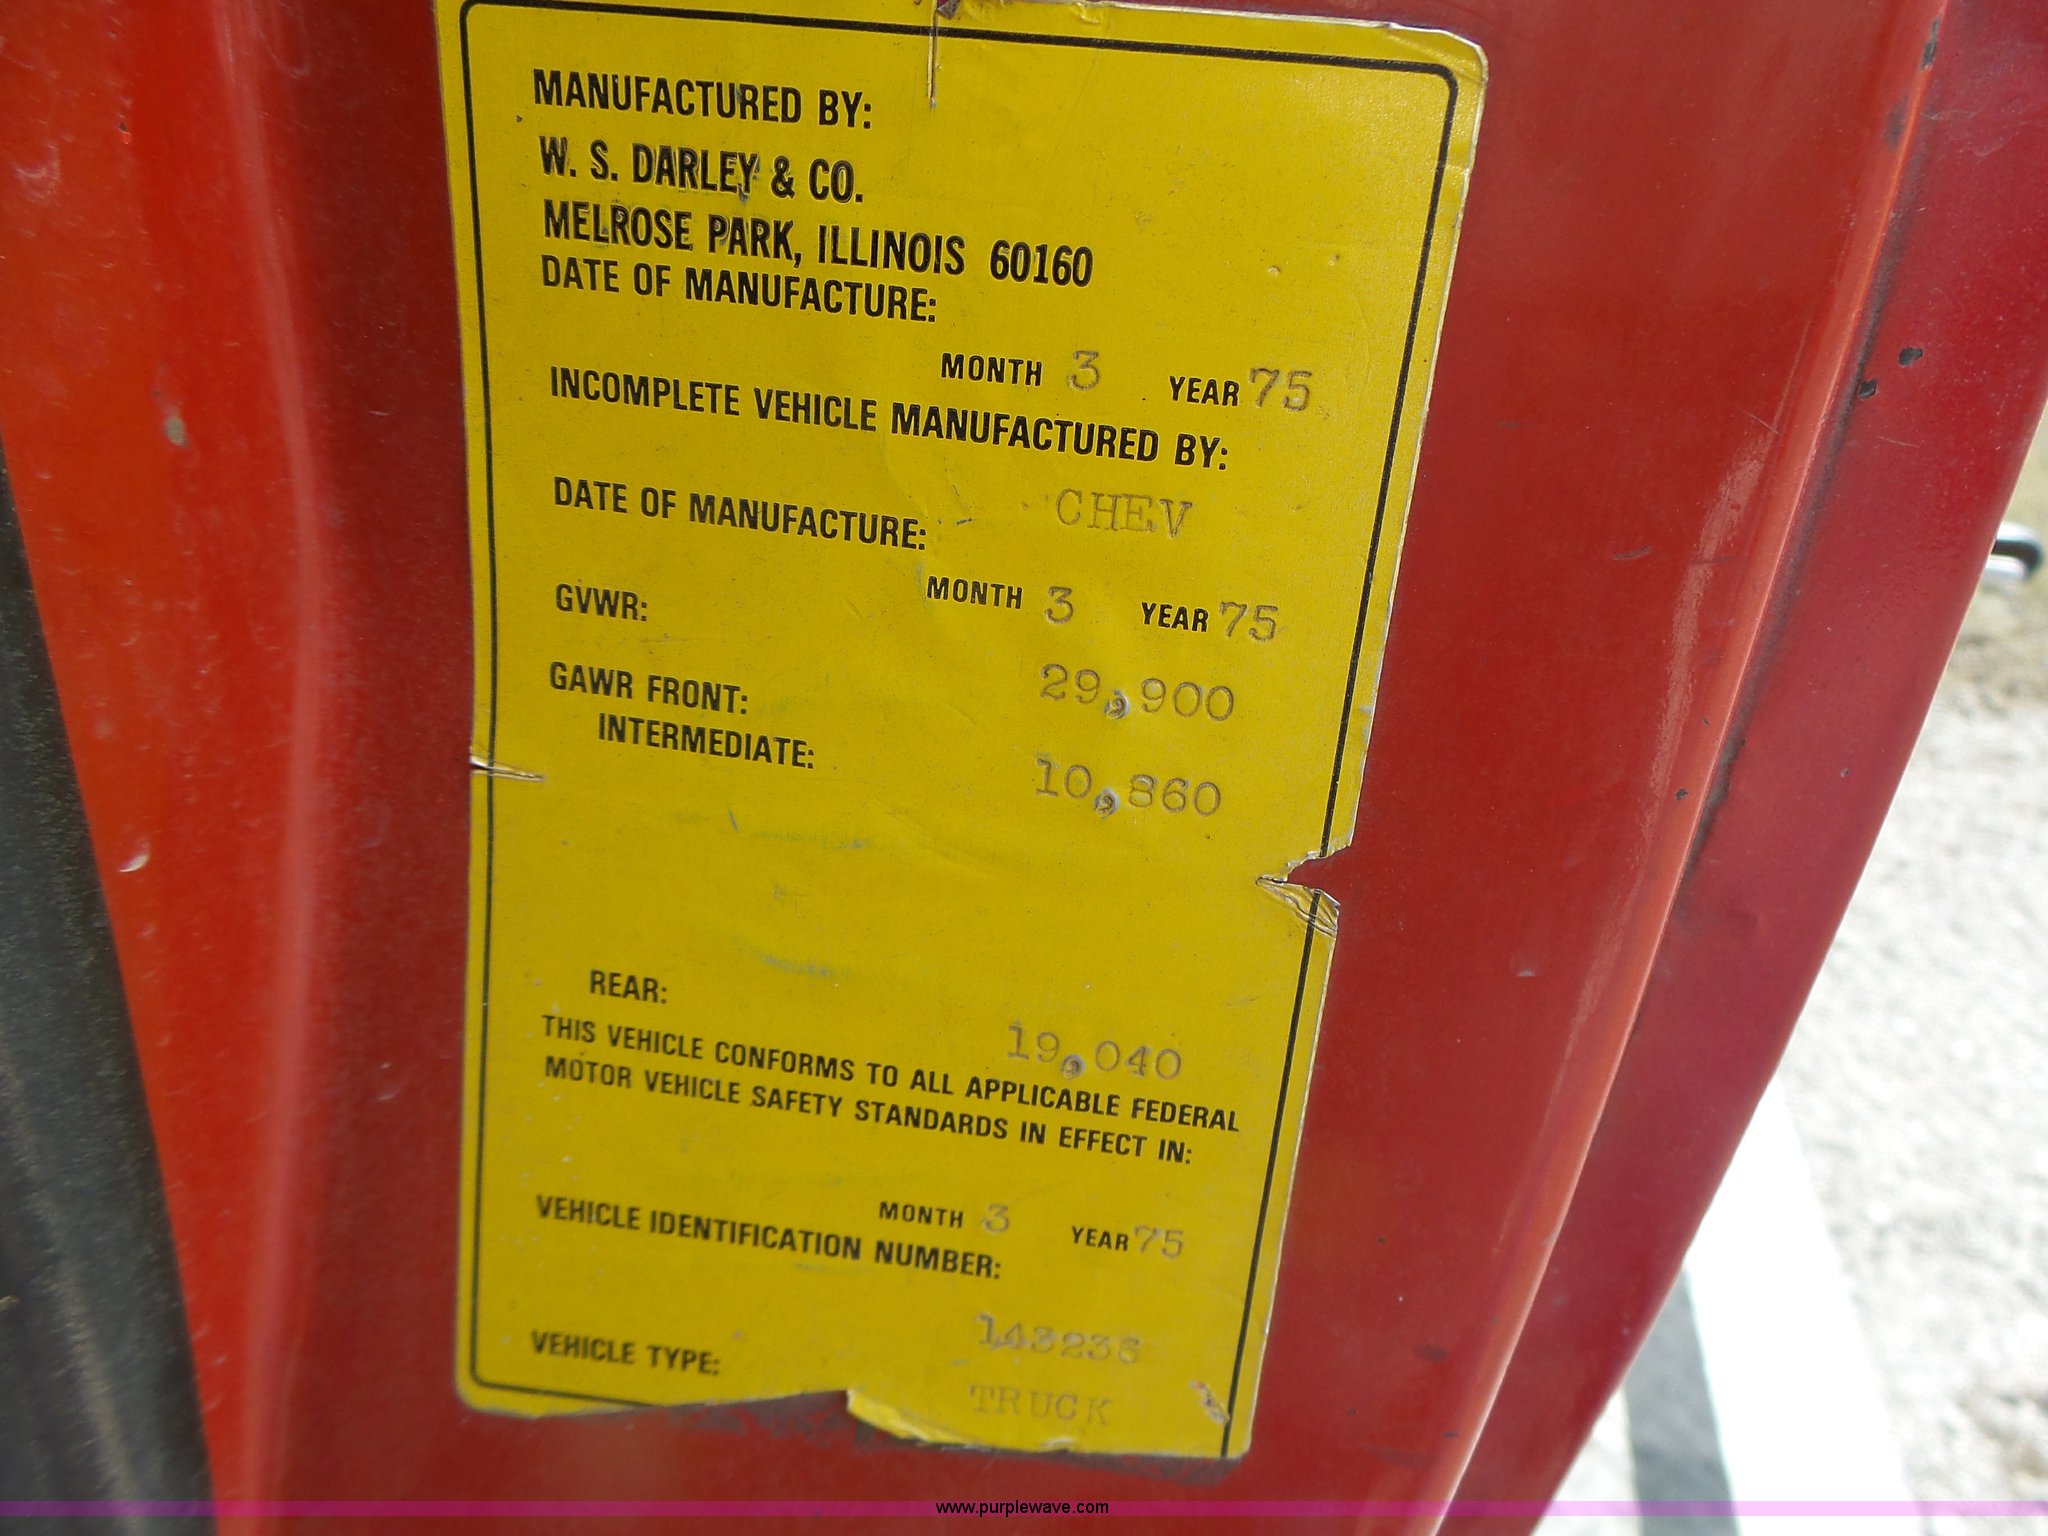 MANUFACTURED BY:
W. S. DARLEY & CO.
MELROSE PARK, ILLINOIS 60160
DATE OF MANUFACTURE:
MONTH 3 YEAR 75
INCOMPLETE VEHICLE MANUFACTURED BY:
CHEV
DATE OF MANUFACTURE:
MONTH 3 YEAR 75
GVWR:
29,900
GAWR FRONT:
INTERMEDIATE:
10,860
REAR:
19,040
THIS VEHICLE CONFORMS TO ALL APPLICABLE FEDERAL
MOTOR VEHICLE SAFETY STANDARDS IN EFFECT IN:
MONTH 3 YEAR 75
VEHICLE IDENTIFICATION NUMBER:
143236
VEHICLE TYPE:
TRUCK
www.purplewave.com